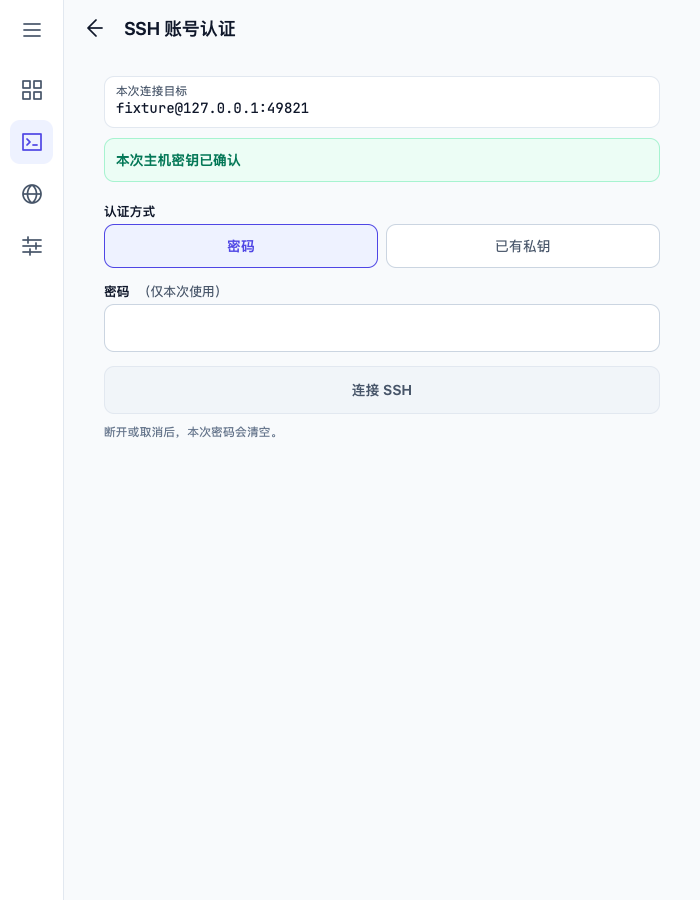 SSH 账号认证
本次连接目标
fixture@127.0.0.1:49821
本次主机密钥已确认
认证方式
密码
已有私钥
密码 （仅本次使用）
连接 SSH
断开或取消后，本次密码会清空。